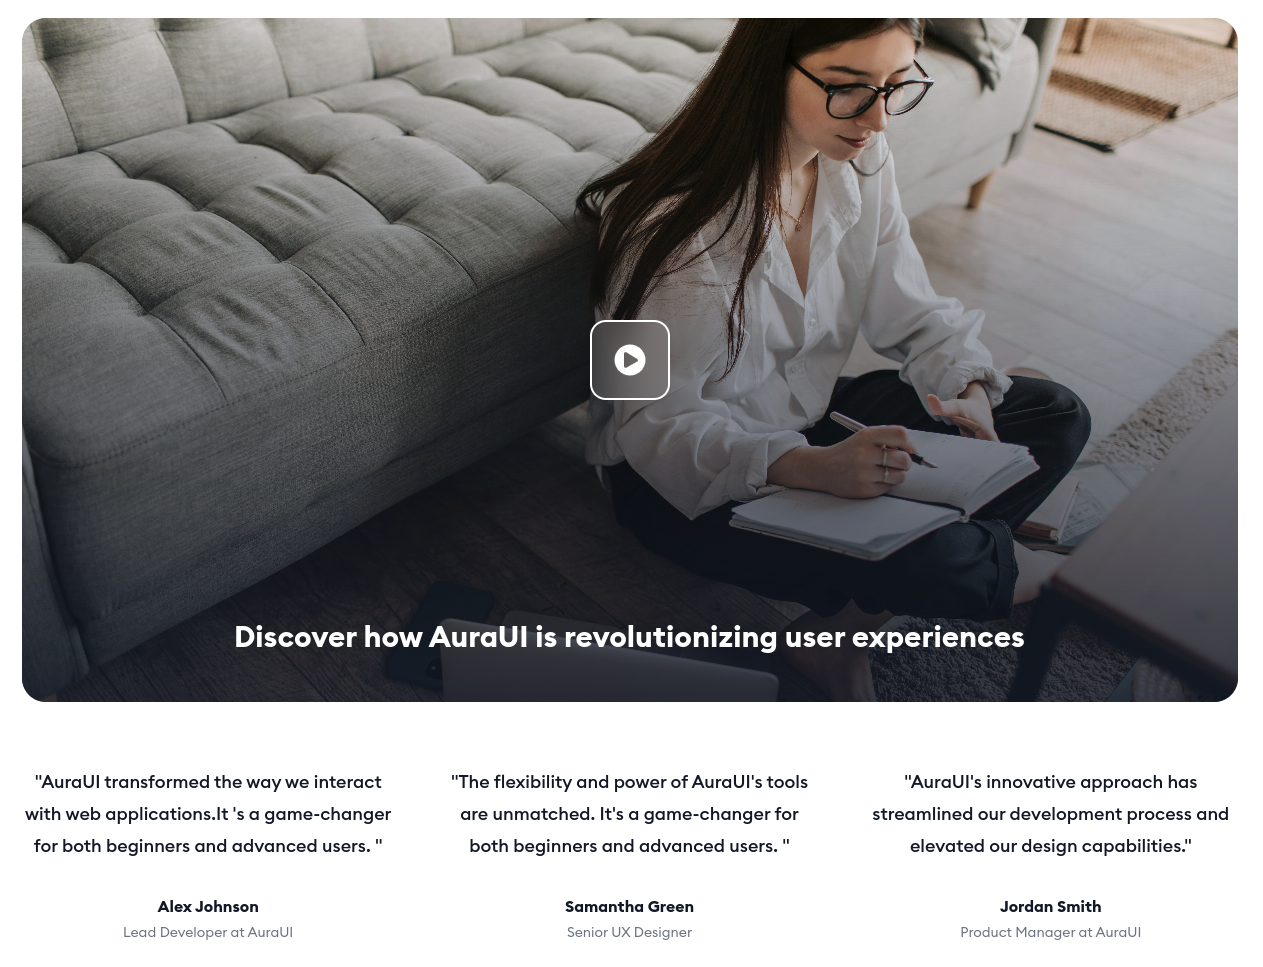 Discover how AuraUI is revolutionizing user experiences
"AuraUI transformed the way we interact
with web applications.It 's a game-changer
for both beginners and advanced users. "
Alex Johnson
Lead Developer at AuraUI
"The flexibility and power of AuraUI's tools
are unmatched. It's a game-changer for
both beginners and advanced users. "
Samantha Green
Senior UX Designer
"AuraUI's innovative approach has
streamlined our development process and
elevated our design capabilities."
Jordan Smith
Product Manager at AuraUI